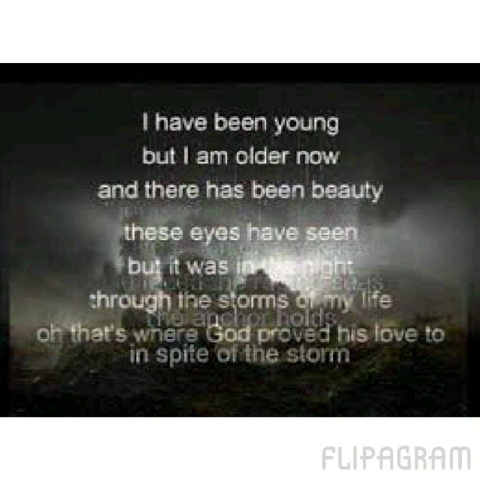 I have been young
but I am older now
and there has been beauty
these eyes have seen
but it was in the night
through the storms of my life
the anchor holds
oh that's where God proved his love to
in spite of the storm
FLIPAGRAM